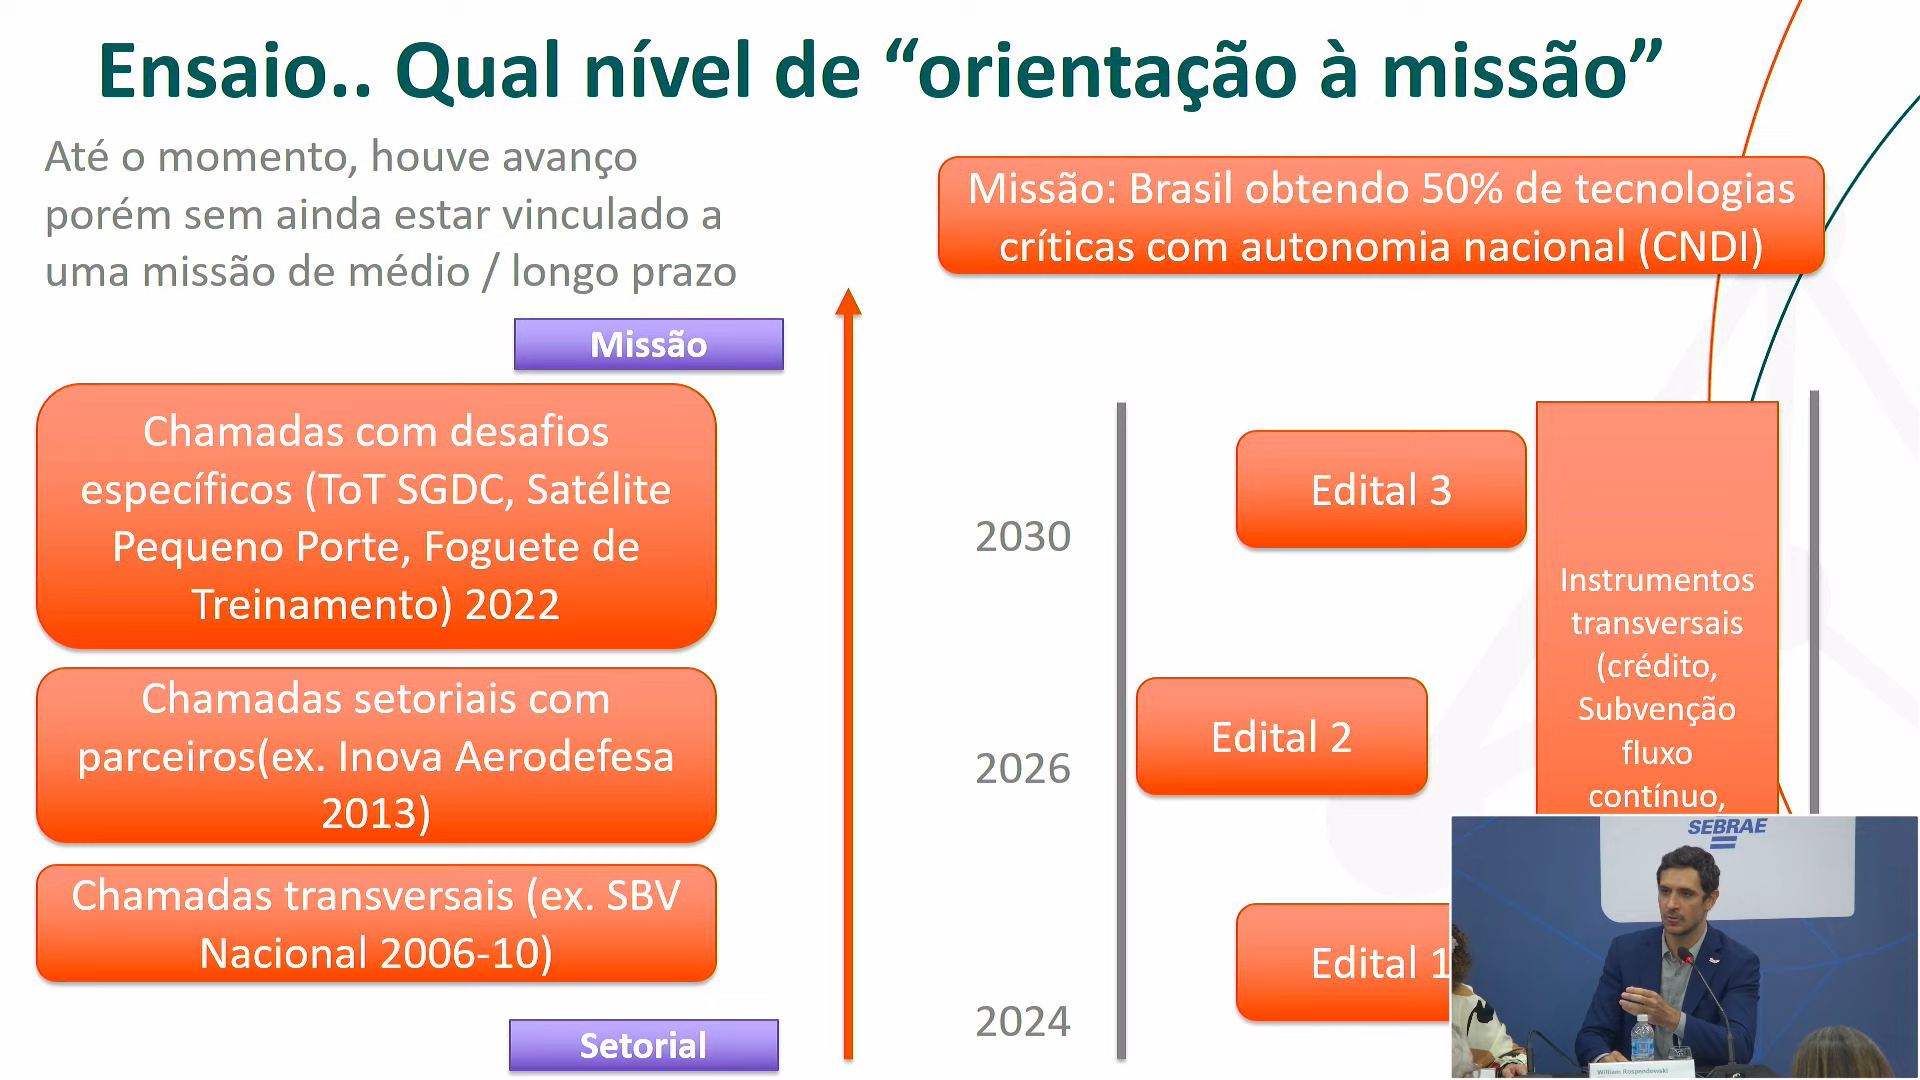 Ensaio.. Qual nível de “orientação à missão”
Até o momento, houve avanço
porém sem ainda estar vinculado a
uma missão de médio / longo prazo
Missão
Chamadas com desafios
específicos (ToT SGDC, Satélite
Pequeno Porte, Foguete de
Treinamento) 2022
Chamadas setoriais com
parceiros(ex. Inova Aerodefesa
2013)
Chamadas transversais (ex. SBV
Nacional 2006-10)
Setorial
Missão: Brasil obtendo 50% de tecnologias
críticas com autonomia nacional (CNDI)
2030
2026
2024
Edital 3
Edital 2
Edital 1
Instrumentos
transversais
(crédito,
Subvenção
fluxo
contínuo,
SEBRAE
William Rospendowski